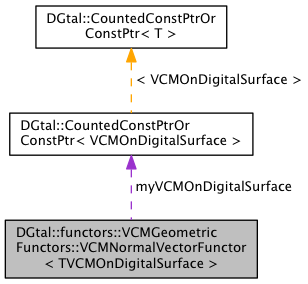 DGtal::CountedConstPtrOr
ConstPtr< T >
< VCMOnDigitalSurface >
DGtal::CountedConstPtrOr
ConstPtr< VCMOnDigitalSurface >
myVCMOnDigitalSurface
DGtal::functors::VCMGeometric
Functors::VCMNormalVectorFunctor
< TVCMOnDigitalSurface >